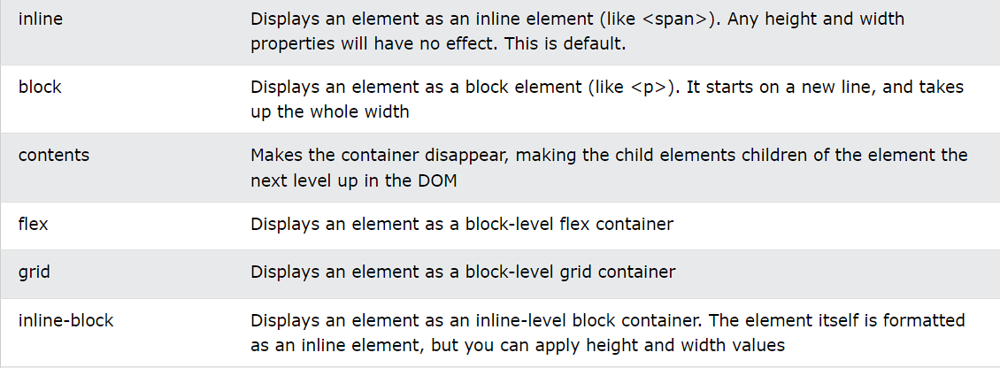 inline Displays an element as an inline element (like <span>). Any height and width
properties will have no effect. This is default.
block Displays an element as a block element (like <p>). It starts on a new line, and takes
up the whole width
contents Makes the container disappear, making the child elements children of the element the
next level up in the DOM
flex Displays an element as a block-level flex container
grid Displays an element as a block-level grid container
inline-block Displays an element as an inline-level block container. The element itself is formatted
as an inline element, but you can apply height and width values